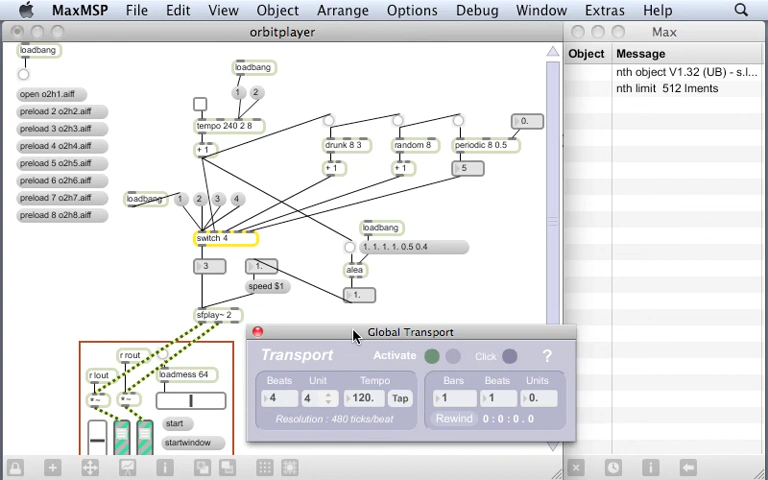 MaxMSP File Edit View Object Arrange Options Debug Window Extras Help
orbitplayer
Max
loadbang
Object Message
loadbang
nth object V1.32 (UB) - s.l...
nth limit 512 lments
open o2h1.aiff
1 2
preload 2 o2h2.aiff
tempo 240 2 8
0.
preload 3 o2h3.aiff
preload 4 o2h4.aiff
+ 1
drunk 8 3
random 8
periodic 8 0.5
preload 5 o2h5.aiff
+ 1
+ 1
5
preload 6 o2h6.aiff
preload 7 o2h7.aiff
loadbang
1 2 3 4
preload 8 o2h8.aiff
loadbang
switch 4
1. 1. 1. 1. 0.5 0.4
3
1.
alea
speed $1
1.
sfplay~ 2
Global Transport
r rout
Transport Activate Click ?
r lout
loadmess 64
Beats Unit Tempo
Bars Beats Units
*~
*~
4 4 120. Tap
1 1 0.
Resolution : 480 ticks/beat
Rewind 0 : 0 : 0 . 0
start
startwindow